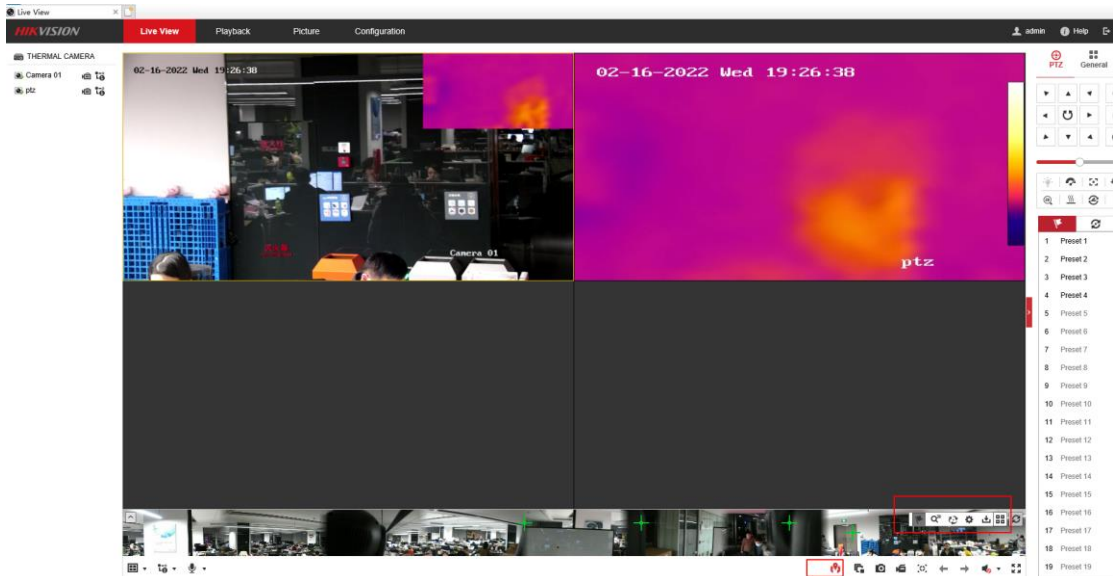 Live View
HIKVISION
Live View
Playback
Picture
Configuration
admin
Help
THERMAL CAMERA
Camera 01
ptz
02-16-2022 Wed 19:26:38
Camera 01
02-16-2022 Wed 19:26:38
ptz
PTZ
General
1 Preset 1
2 Preset 2
3 Preset 3
4 Preset 4
5 Preset 5
6 Preset 6
7 Preset 7
8 Preset 8
9 Preset 9
10 Preset 10
11 Preset 11
12 Preset 12
13 Preset 13
14 Preset 14
15 Preset 15
16 Preset 16
17 Preset 17
18 Preset 18
19 Preset 19